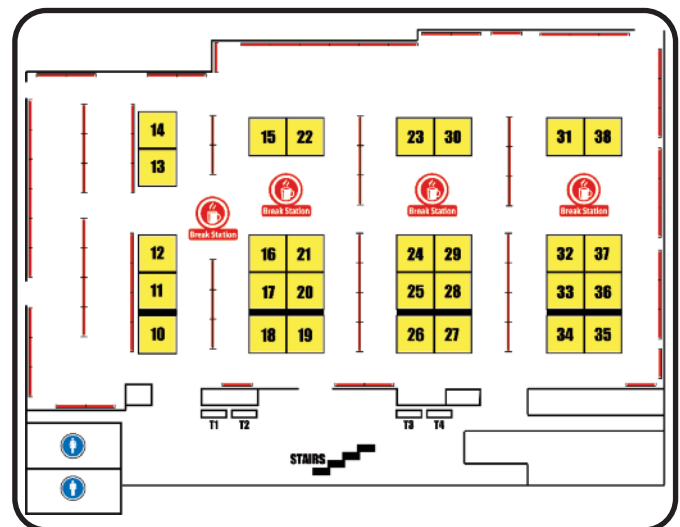 14 15 22 23 30 31 38
13
Break Station Break Station Break Station
Break Station
12 16 21 24 29 32 37
11 17 20 25 28 33 36
10 18 19 26 27 34 35
T1 T2 T3 T4
STAIRS